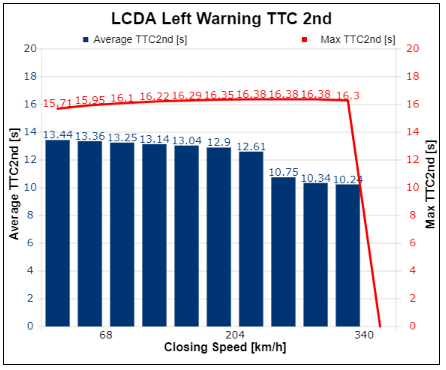 LCDA Left Warning TTC 2nd
Average TTC2nd [s] Max TTC2nd [s]
20 20
18 18
16 16
14 14
12 12
10 10
8 8
6 6
4 4
2 2
0 0
15.71 15.95 16.1 16.22 16.29 16.35 16.38 16.38 16.38 16.3
13.44 13.36 13.25 13.14 13.04 12.9 12.61 10.75 10.34 10.24
Average TTC2nd [s]
Max TTC2nd [s]
68 204 340
Closing Speed [km/h]